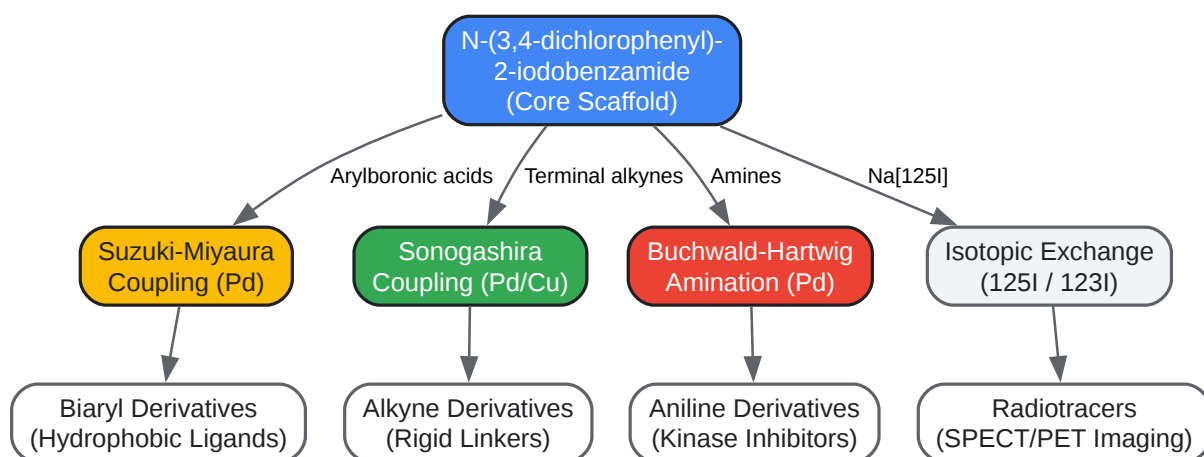 N-(3,4-dichlorophenyl)-
2-iodobenzamide
(Core Scaffold)
Arylboronic acids
Terminal alkynes
Amines
Na[125I]
Suzuki-Miyaura
Coupling (Pd)
Sonogashira
Coupling (Pd/Cu)
Buchwald-Hartwig
Amination (Pd)
Isotopic Exchange
(125I / 123I)
Biaryl Derivatives
(Hydrophobic Ligands)
Alkyne Derivatives
(Rigid Linkers)
Aniline Derivatives
(Kinase Inhibitors)
Radiotracers
(SPECT/PET Imaging)